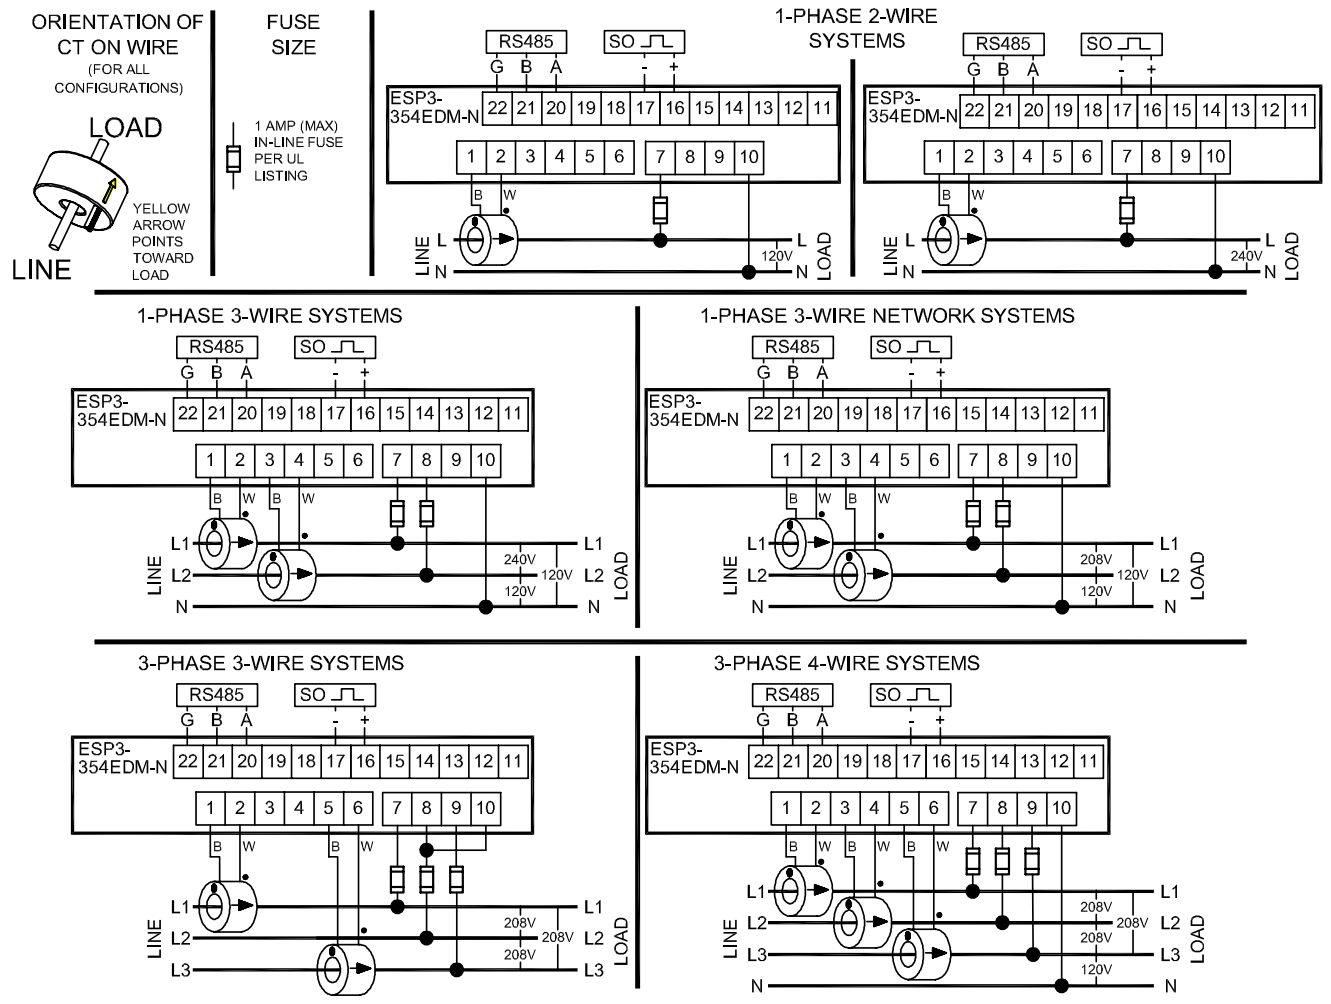 ORIENTATION OF
CT ON WIRE
(FOR ALL
CONFIGURATIONS)
LOAD
YELLOW
ARROW
POINTS
TOWARD
LOAD
LINE
FUSE
SIZE
1 AMP (MAX)
IN-LINE FUSE
PER UL
LISTING
1-PHASE 2-WIRE
SYSTEMS
RS485 SO
G B A - +
ESP3-
354EDM-N 22 21 20 19 18 17 16 15 14 13 12 11
1 2 3 4 5 6 7 8 9 10
B W
LINE
L L
120V
N N
LOAD
RS485 SO
G B A - +
ESP3-
354EDM-N 22 21 20 19 18 17 16 15 14 13 12 11
1 2 3 4 5 6 7 8 9 10
B W
LINE
L L
240V
N N
LOAD
1-PHASE 3-WIRE SYSTEMS
RS485 SO
G B A - +
ESP3-
354EDM-N 22 21 20 19 18 17 16 15 14 13 12 11
1 2 3 4 5 6 7 8 9 10
B W B W
LINE
L1 L1
240V
L2 120V L2
120V
N N
LOAD
1-PHASE 3-WIRE NETWORK SYSTEMS
RS485 SO
G B A - +
ESP3-
354EDM-N 22 21 20 19 18 17 16 15 14 13 12 11
1 2 3 4 5 6 7 8 9 10
B W B W
LINE
L1 L1
208V
L2 120V L2
120V
N N
LOAD
3-PHASE 3-WIRE SYSTEMS
RS485 SO
G B A - +
ESP3-
354EDM-N 22 21 20 19 18 17 16 15 14 13 12 11
1 2 3 4 5 6 7 8 9 10
B W B W
LINE
L1 L1
208V
L2 208V L2
208V
L3 L3
LOAD
3-PHASE 4-WIRE SYSTEMS
RS485 SO
G B A - +
ESP3-
354EDM-N 22 21 20 19 18 17 16 15 14 13 12 11
1 2 3 4 5 6 7 8 9 10
B W B W B W
LINE
L1 L1
208V
L2 208V L2
208V
L3 L3
120V
N N
LOAD